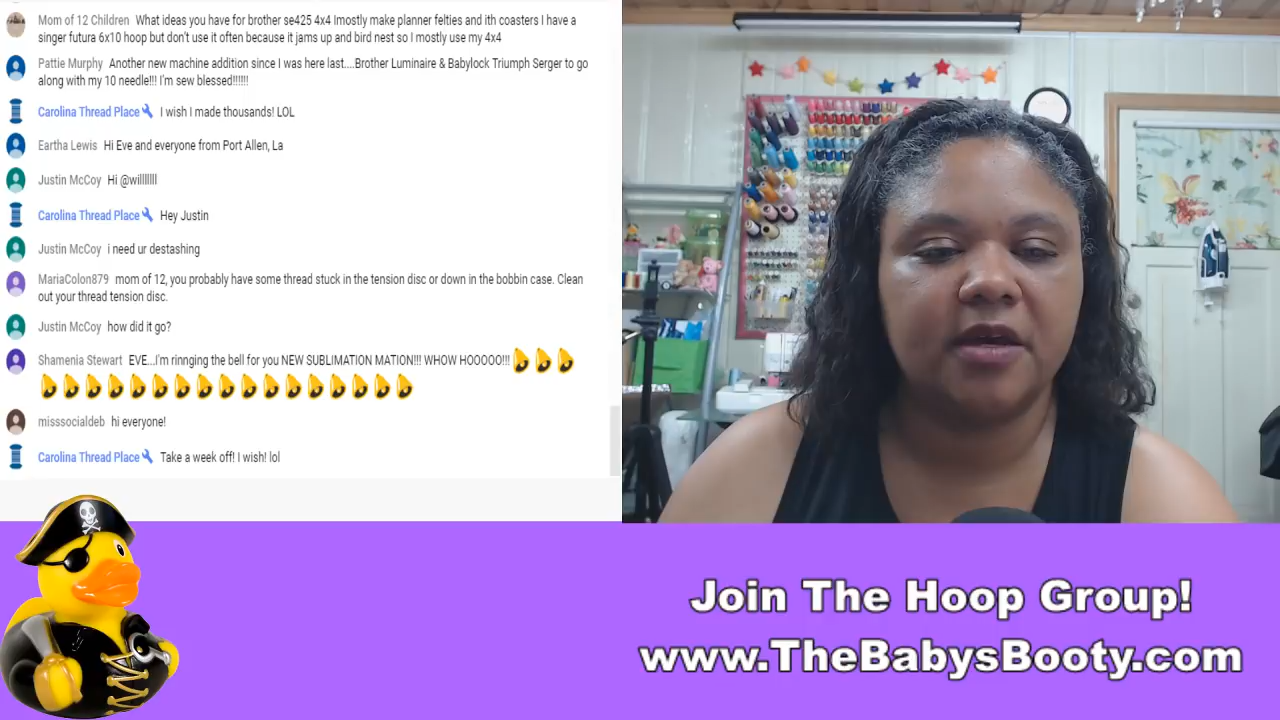 Mom of 12 Children What ideas you have for brother se425 4x4 Imostly make planner felties and ith coasters I have a
singer futura 6x10 hoop but don't use it often because it jams up and bird nest so I mostly use my 4x4
Pattie Murphy Another new machine addition since I was here last....Brother Luminaire & Babylock Triumph Serger to go
along with my 10 needle!!! I'm sew blessed!!!!!!
Carolina Thread Place I wish I made thousands! LOL
Eartha Lewis Hi Eve and everyone from Port Allen, La
Justin McCoy Hi @willlllll
Carolina Thread Place Hey Justin
Justin McCoy i need ur destashing
MariaColon879 mom of 12, you probably have some thread stuck in the tension disc or down in the bobbin case. Clean
out your thread tension disc.
Justin McCoy how did it go?
Shamenia Stewart EVE...I'm rinnging the bell for you NEW SUBLIMATION MATION!!! WHOW HOOOOO!!!
misssocialdeb hi everyone!
Carolina Thread Place Take a week off! I wish! lol
Join The Hoop Group!
www.TheBabysBooty.com